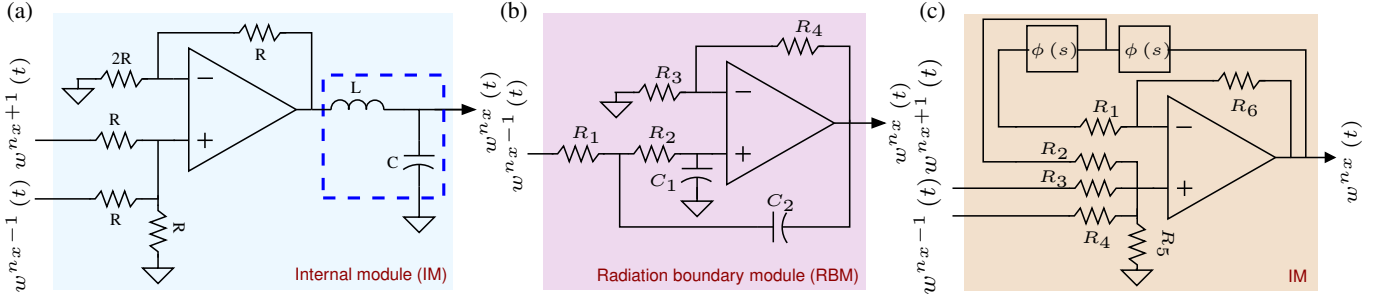 (a)
2R
R
L
w^{n_x+1}(t)
R
C
w^{n_x}(t)
w^{n_x-1}(t)
R
R
Internal module (IM)
(b)
R_4
R_3
w^{n_x-1}(t)
R_1
R_2
C_1
C_2
w^{n_x}(t)
Radiation boundary module (RBM)
(c)
φ(s)
φ(s)
R_1
R_6
w^{n_x+1}(t)
R_2
R_3
w^{n_x-1}(t)
R_4
R_5
w^{n_x}(t)
IM